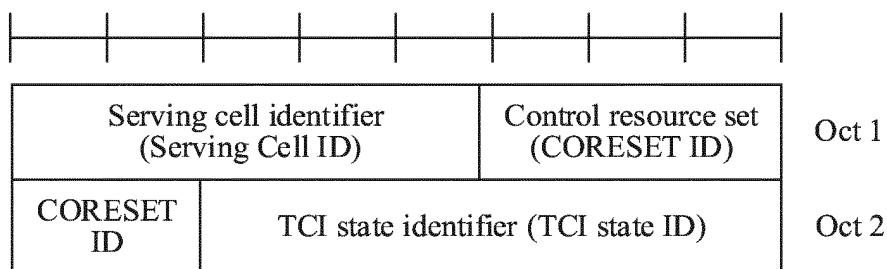 Serving cell identifier
(Serving Cell ID)
Control resource set
(CORESET ID)
Oct 1
CORESET
ID
TCI state identifier (TCI state ID)
Oct 2